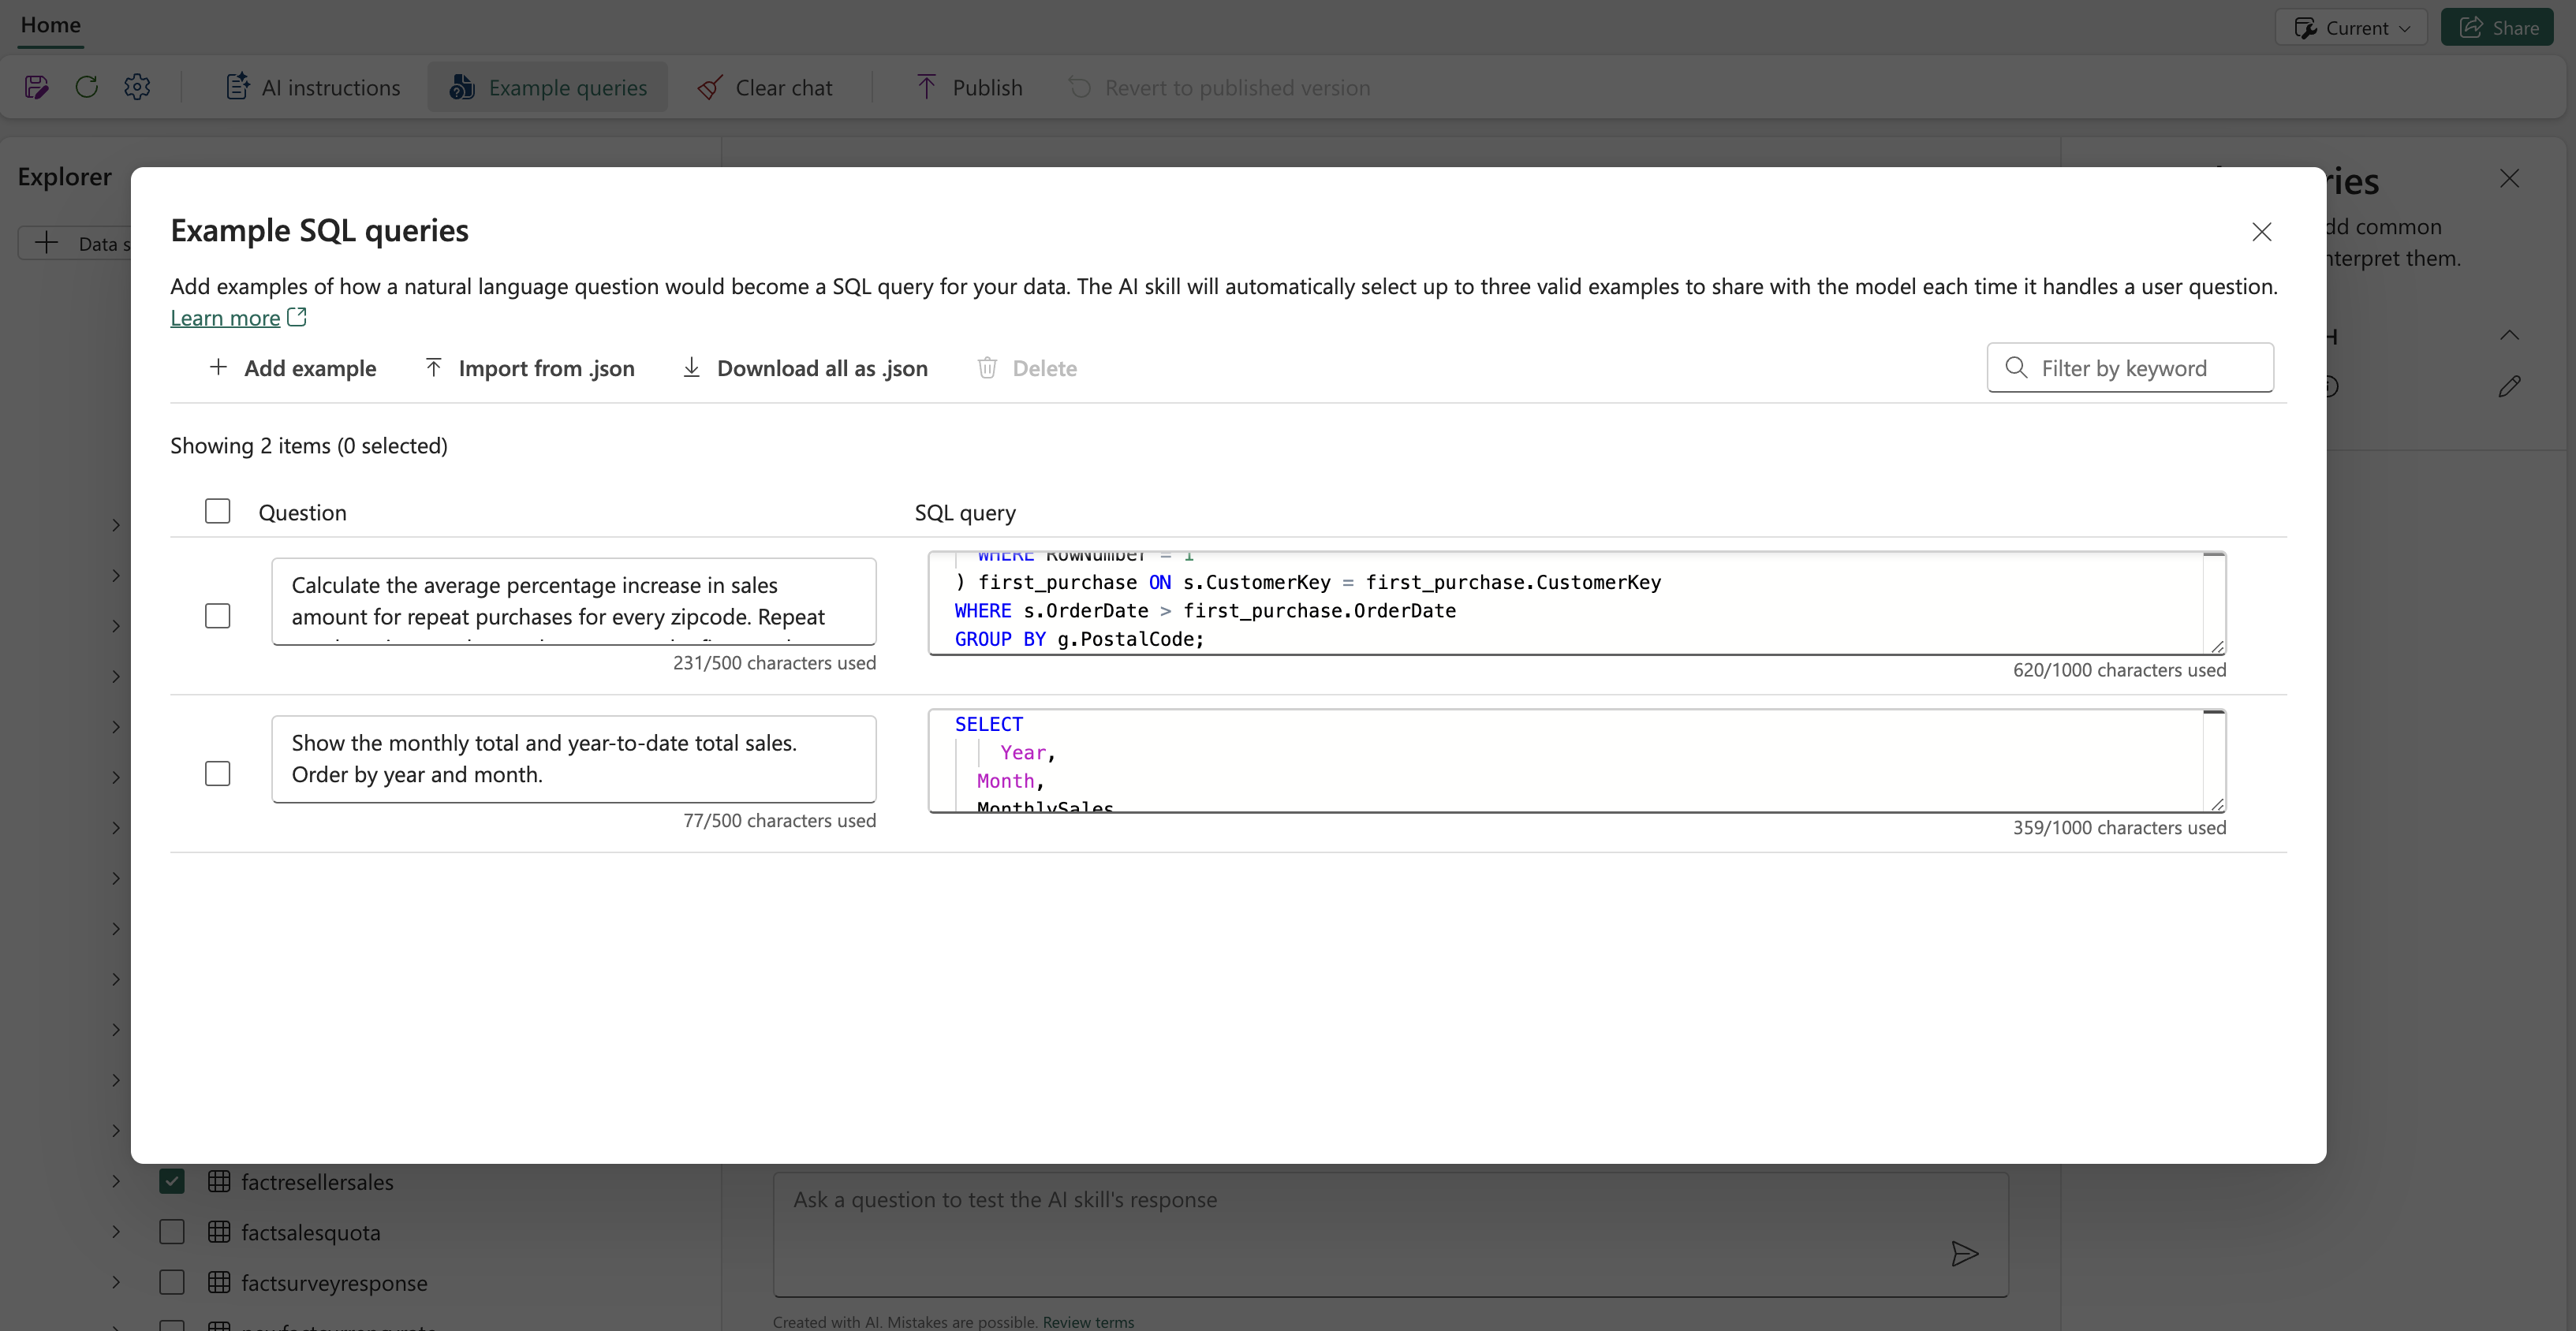 Home
Current
Share
AI instructions
Example queries
Clear chat
Publish
Revert to published version
Explorer
Data
Example SQL queries
Add examples of how a natural language question would become a SQL query for your data. The AI skill will automatically select up to three valid examples to share with the model each time it handles a user question.
Learn more
+ Add example
Import from .json
Download all as .json
Delete
Filter by keyword
Showing 2 items (0 selected)
Question
SQL query
Calculate the average percentage increase in sales
amount for repeat purchases for every zipcode. Repeat
231/500 characters used
WHERE RowNumber = 1
) first_purchase ON s.CustomerKey = first_purchase.CustomerKey
WHERE s.OrderDate > first_purchase.OrderDate
GROUP BY g.PostalCode;
620/1000 characters used
Show the monthly total and year-to-date total sales.
Order by year and month.
77/500 characters used
SELECT
Year,
Month,
MonthlySales
359/1000 characters used
common
nterpret them.
factresellersales
factsalesquota
factsurveyresponse
Ask a question to test the AI skill's response
Created with AI. Mistakes are possible. Review terms